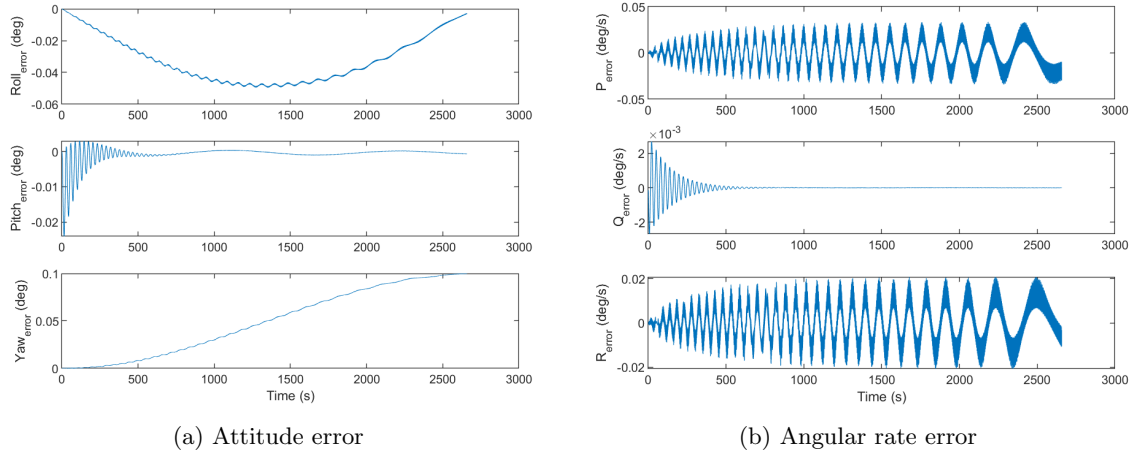 0
-0.02
-0.04
-0.06
Roll_error (deg)
0 500 1000 1500 2000 2500 3000
0
-0.01
-0.02
Pitch_error (deg)
0 500 1000 1500 2000 2500 3000
0.1
0.05
0
Yaw_error (deg)
0 500 1000 1500 2000 2500 3000
Time (s)
(a) Attitude error
0.05
0
-0.05
P_error (deg/s)
0 500 1000 1500 2000 2500 3000
×10⁻³
2
0
-2
Q_error (deg/s)
0 500 1000 1500 2000 2500 3000
0.02
0
-0.02
R_error (deg/s)
0 500 1000 1500 2000 2500 3000
Time (s)
(b) Angular rate error